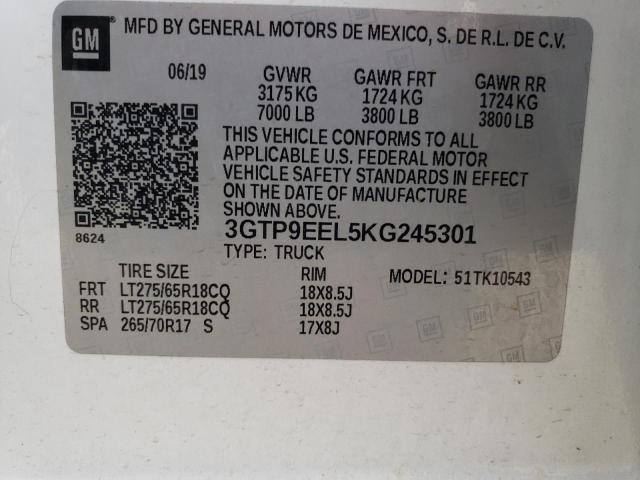 GM
MFD BY GENERAL MOTORS DE MEXICO, S. DE R.L. DE C.V.
06/19 GVWR GAWR FRT GAWR RR
3175 KG 1724 KG 1724 KG
7000 LB 3800 LB 3800 LB
THIS VEHICLE CONFORMS TO ALL
APPLICABLE U.S. FEDERAL MOTOR
VEHICLE SAFETY STANDARDS IN EFFECT
ON THE DATE OF MANUFACTURE
SHOWN ABOVE.
8624 3GTP9EEL5KG245301
TYPE: TRUCK
TIRE SIZE RIM MODEL: 51TK10543
FRT LT275/65R18CQ 18X8.5J
RR LT275/65R18CQ 18X8.5J
SPA 265/70R17 S 17X8J